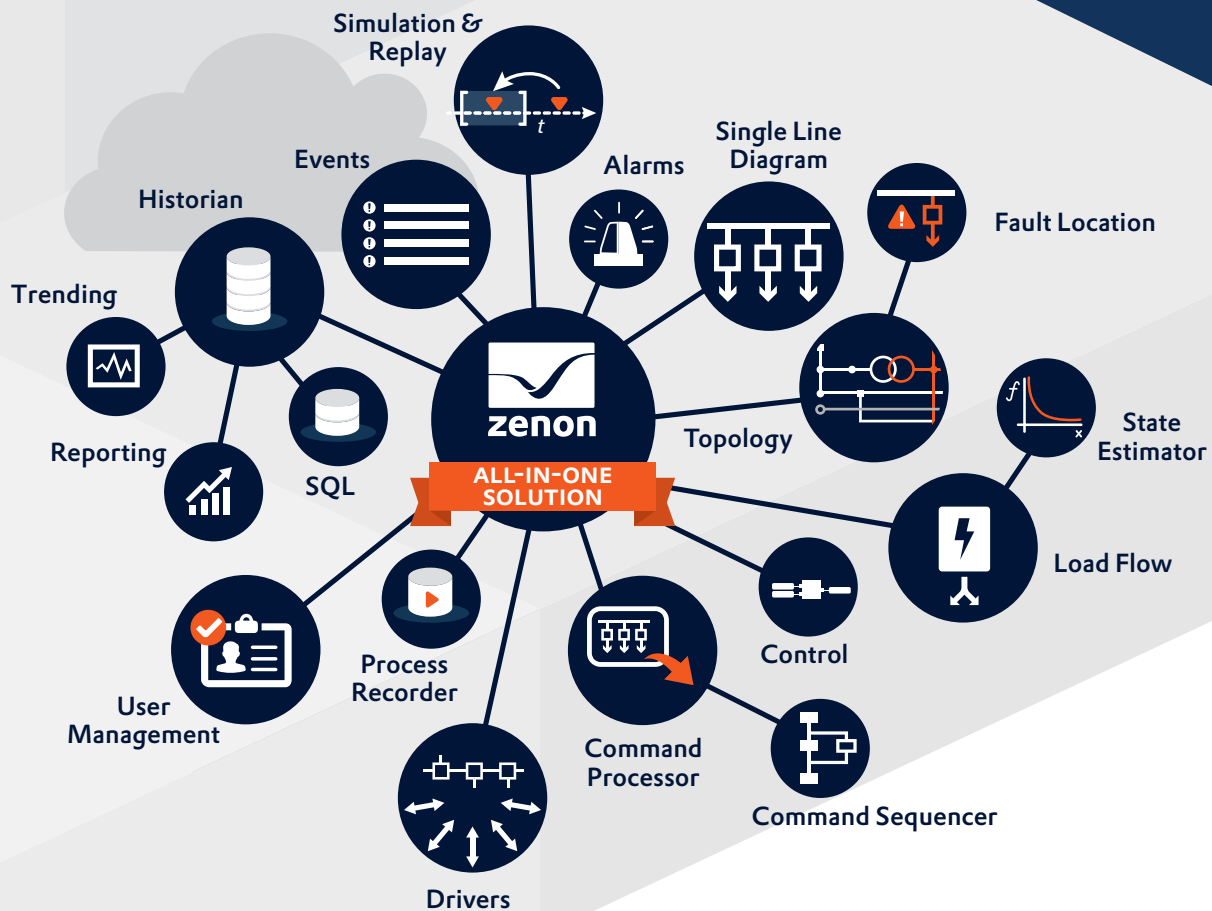 Simulation &
Replay
t
Single Line
Diagram
Events
Alarms
Historian
Fault Location
Trending
zenon
f
x
State
Estimator
Topology
Reporting
SQL
ALL-IN-ONE
SOLUTION
Load Flow
Control
Process
Recorder
User
Management
Command
Processor
Command Sequencer
Drivers